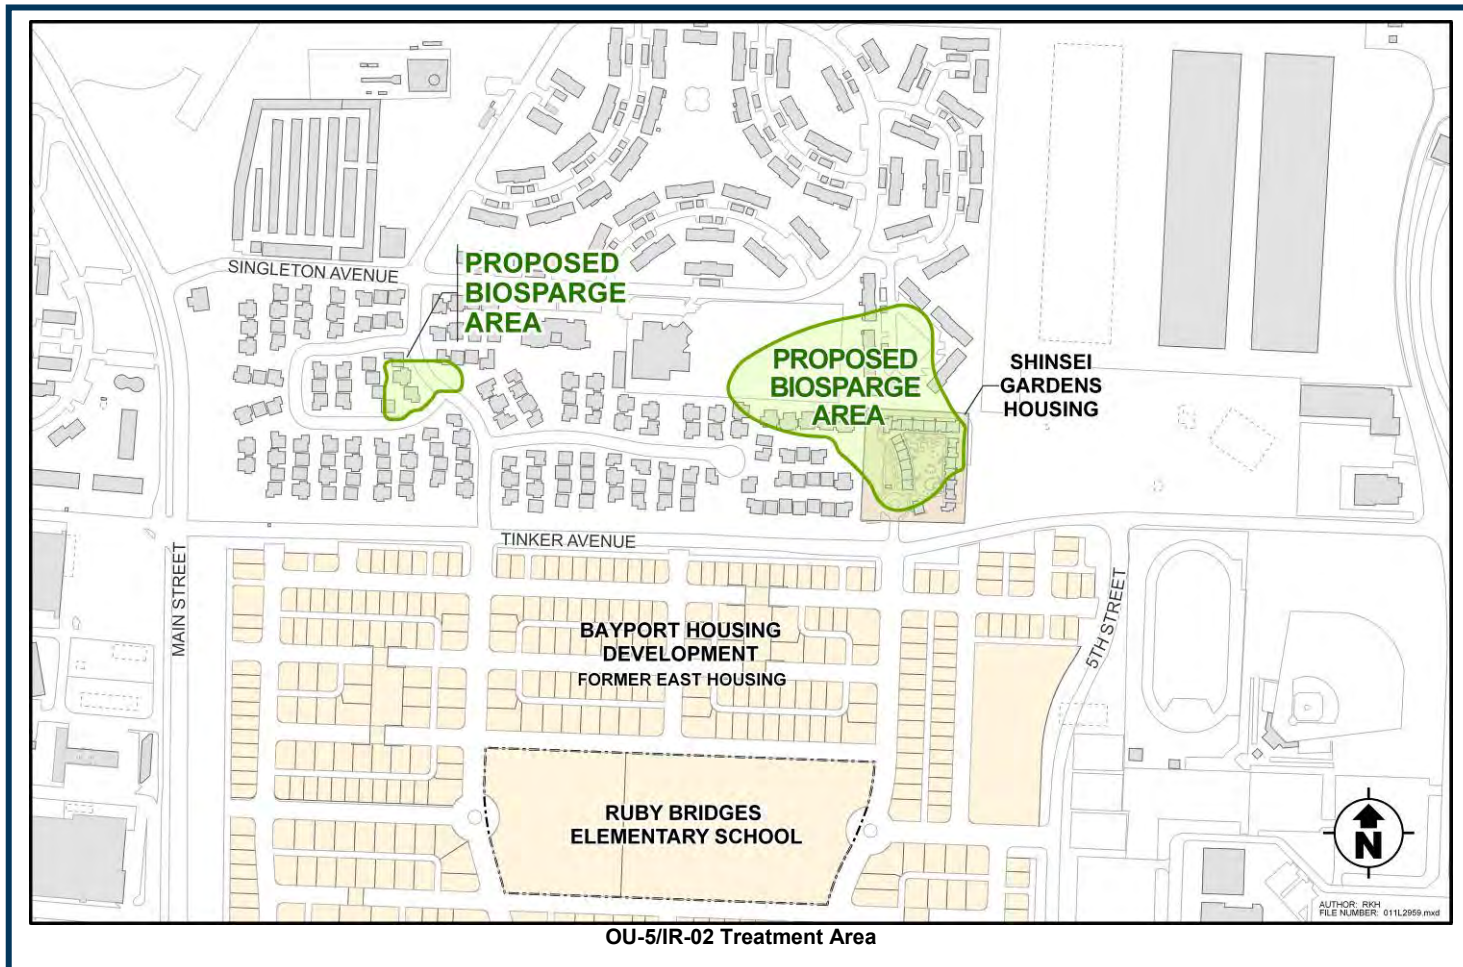 SINGLETON AVENUE
PROPOSED
BIOSPARGE
AREA
PROPOSED
BIOSPARGE
AREA
SHINSEI
GARDENS
HOUSING
TINKER AVENUE
MAIN STREET
5TH STREET
BAYPORT HOUSING
DEVELOPMENT
FORMER EAST HOUSING
RUBY BRIDGES
ELEMENTARY SCHOOL
N
AUTHOR: RKH
FILE NUMBER: 011L2959.mxd
OU-5/IR-02 Treatment Area